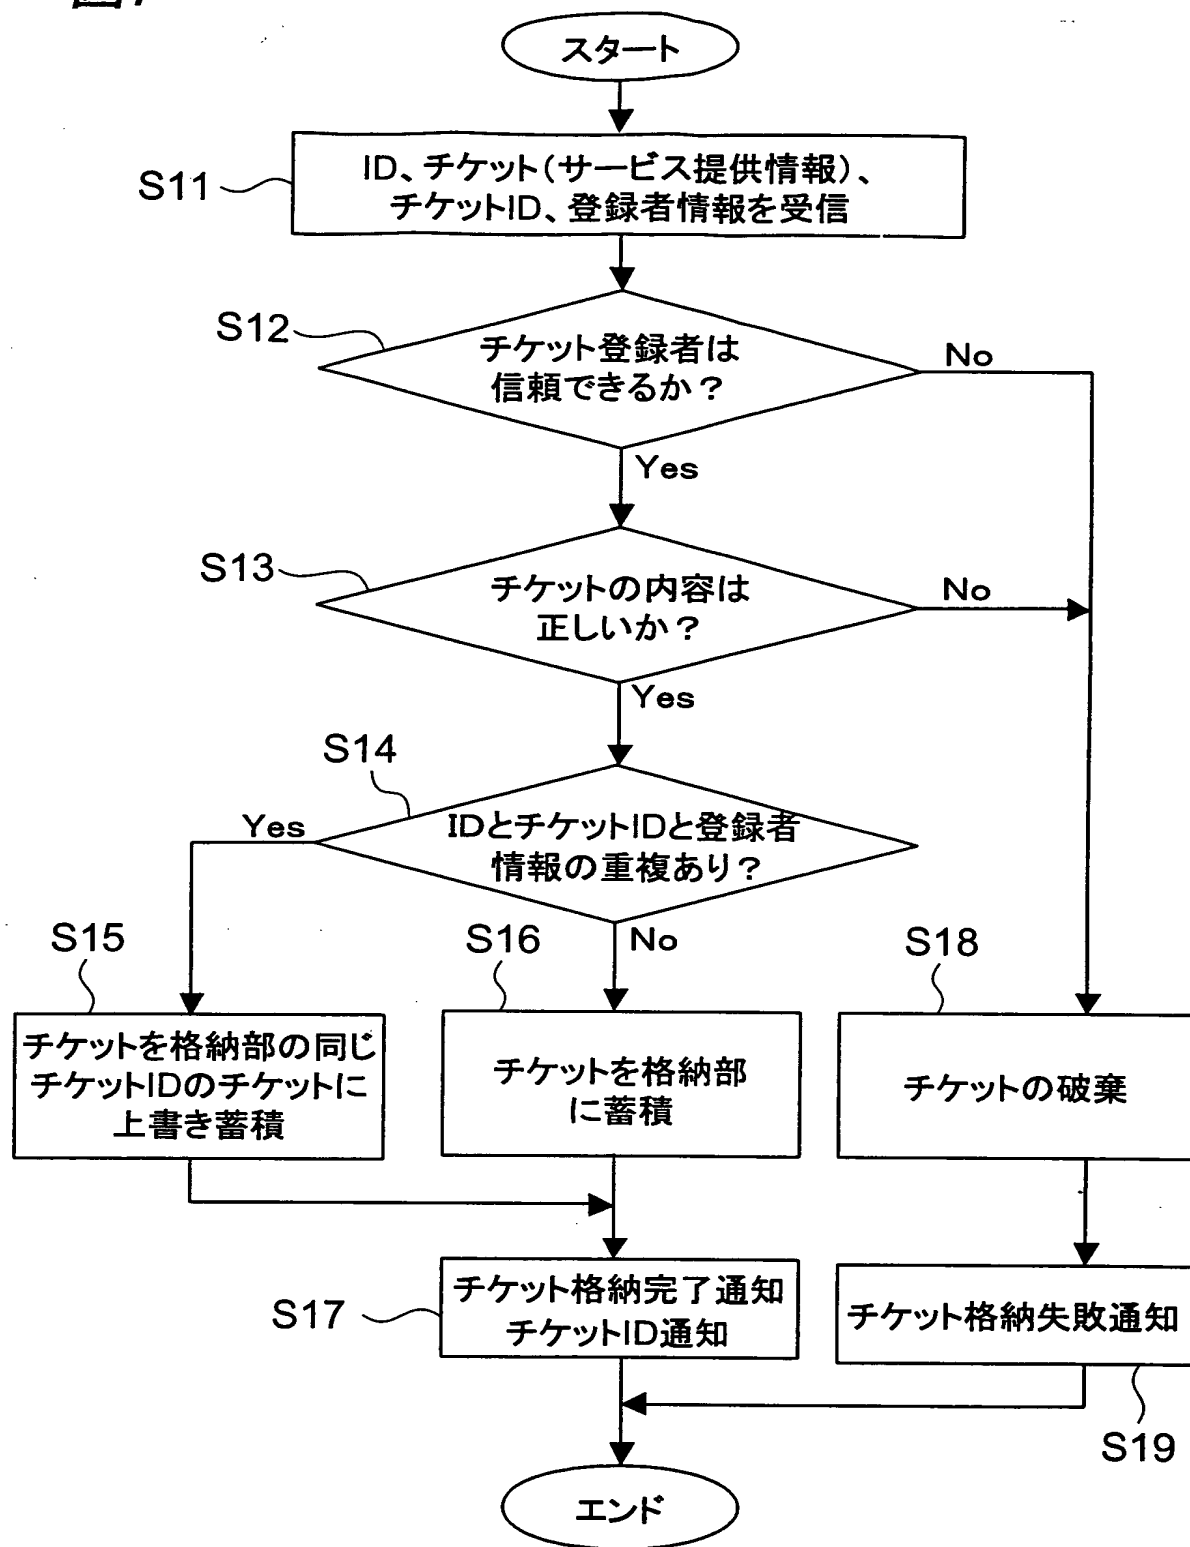 スタート
S11
ID、チケット(サービス提供情報)、
チケットID、登録者情報を受信
S12
チケット登録者は
信頼できるか?
No
Yes
S13
チケットの内容は
正しいか?
No
Yes
S14
IDとチケットIDと登録者
情報の重複あり?
Yes
No
S15
チケットを格納部の同じ
チケットIDのチケットに
上書き蓄積
S16
チケットを格納部
に蓄積
S18
チケットの破棄
S17
チケット格納完了通知
チケットID通知
チケット格納失敗通知
S19
エンド